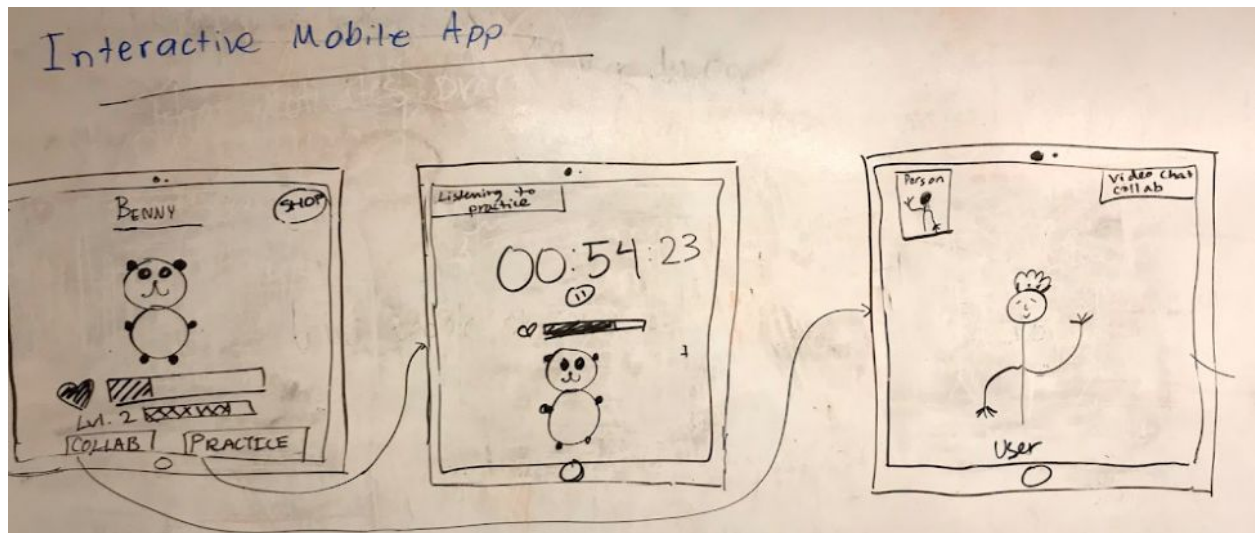 Interactive Mobile App
BENNY
SHOP
Lvl. 2
COLLAB
PRACTICE
Listening to
practice
00:54:23
Person
Video Chat
collab
User